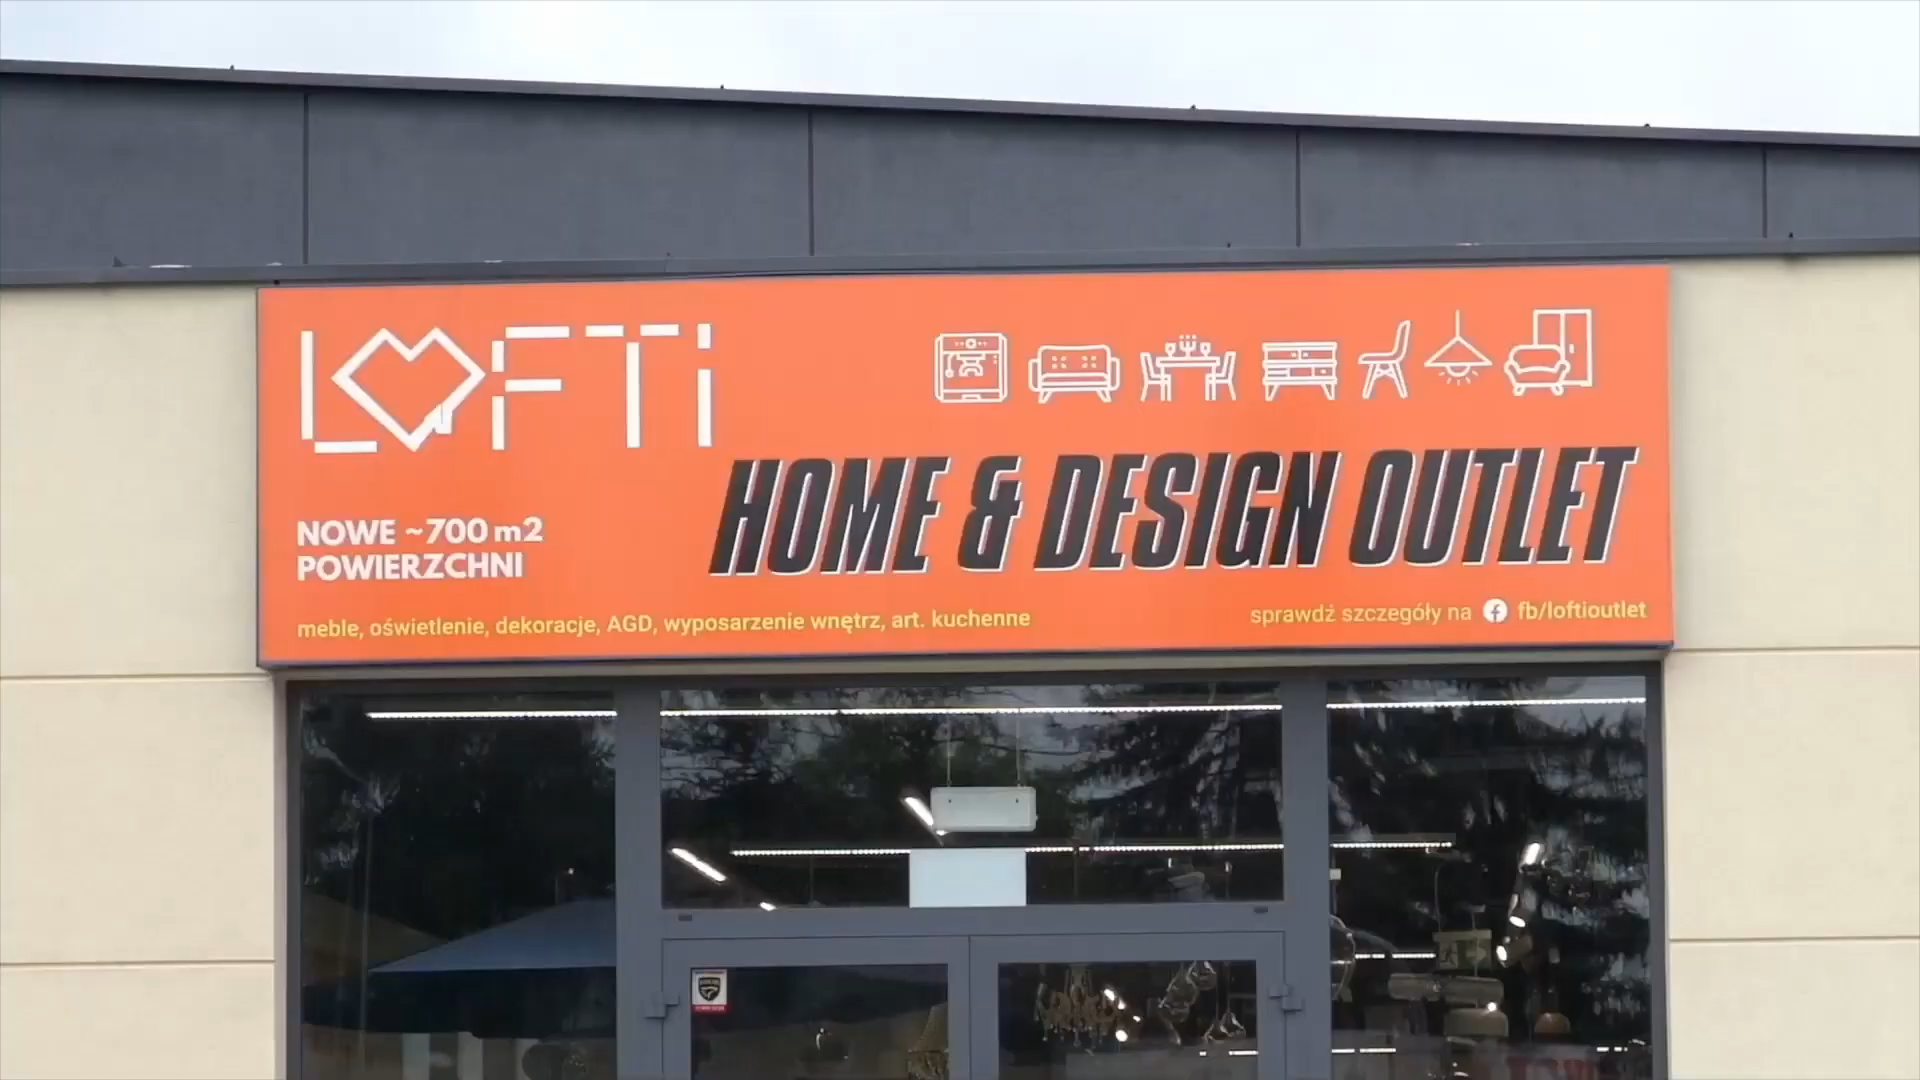 LOFTi
HOME & DESIGN OUTLET
NOWE ~700 m2
POWIERZCHNI
meble, oświetlenie, dekoracje, AGD, wyposarzenie wnętrz, art. kuchenne
sprawdź szczegóły na fb/loftioutlet